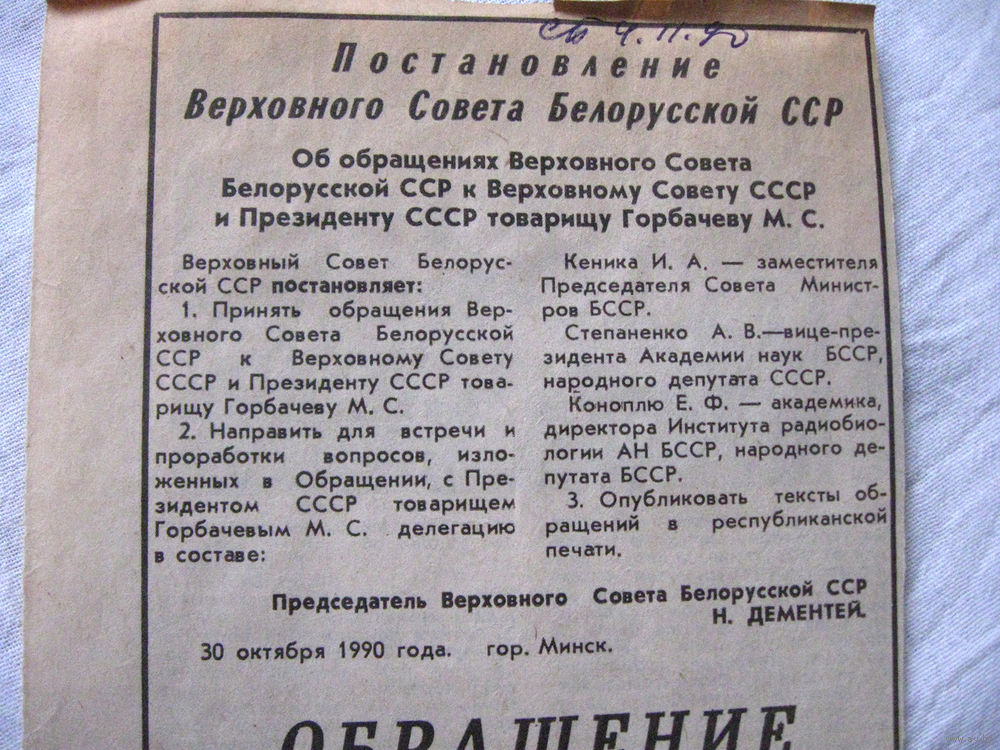 СБ 4.11.90
Постановление
Верховного Совета Белорусской ССР
Об обращениях Верховного Совета
Белорусской ССР к Верховному Совету СССР
и Президенту СССР товарищу Горбачеву М. С.
Верховный Совет Белорус-
ской ССР постановляет:
1. Принять обращения Вер-
ховного Совета Белорусской
ССР к Верховному Совету
СССР и Президенту СССР това-
рищу Горбачеву М. С.
2. Направить для встречи и
проработки вопросов, изло-
женных в Обращении, с Пре-
зидентом СССР товарищем
Горбачевым М. С. делегацию
в составе:
Кеника И. А. — заместителя
Председателя Совета Минист-
ров БССР.
Степаненко А. В.—вице-пре-
зидента Академии наук БССР,
народного депутата СССР.
Коноплю Е. Ф. — академика,
директора Института радиобио-
логии АН БССР, народного де-
путата БССР.
3. Опубликовать тексты об-
ращений в республиканской
печати.
Председатель Верховного Совета Белорусской ССР
Н. ДЕМЕНТЕЙ.
30 октября 1990 года. гор. Минск.
ОБРАЩЕНИЕ